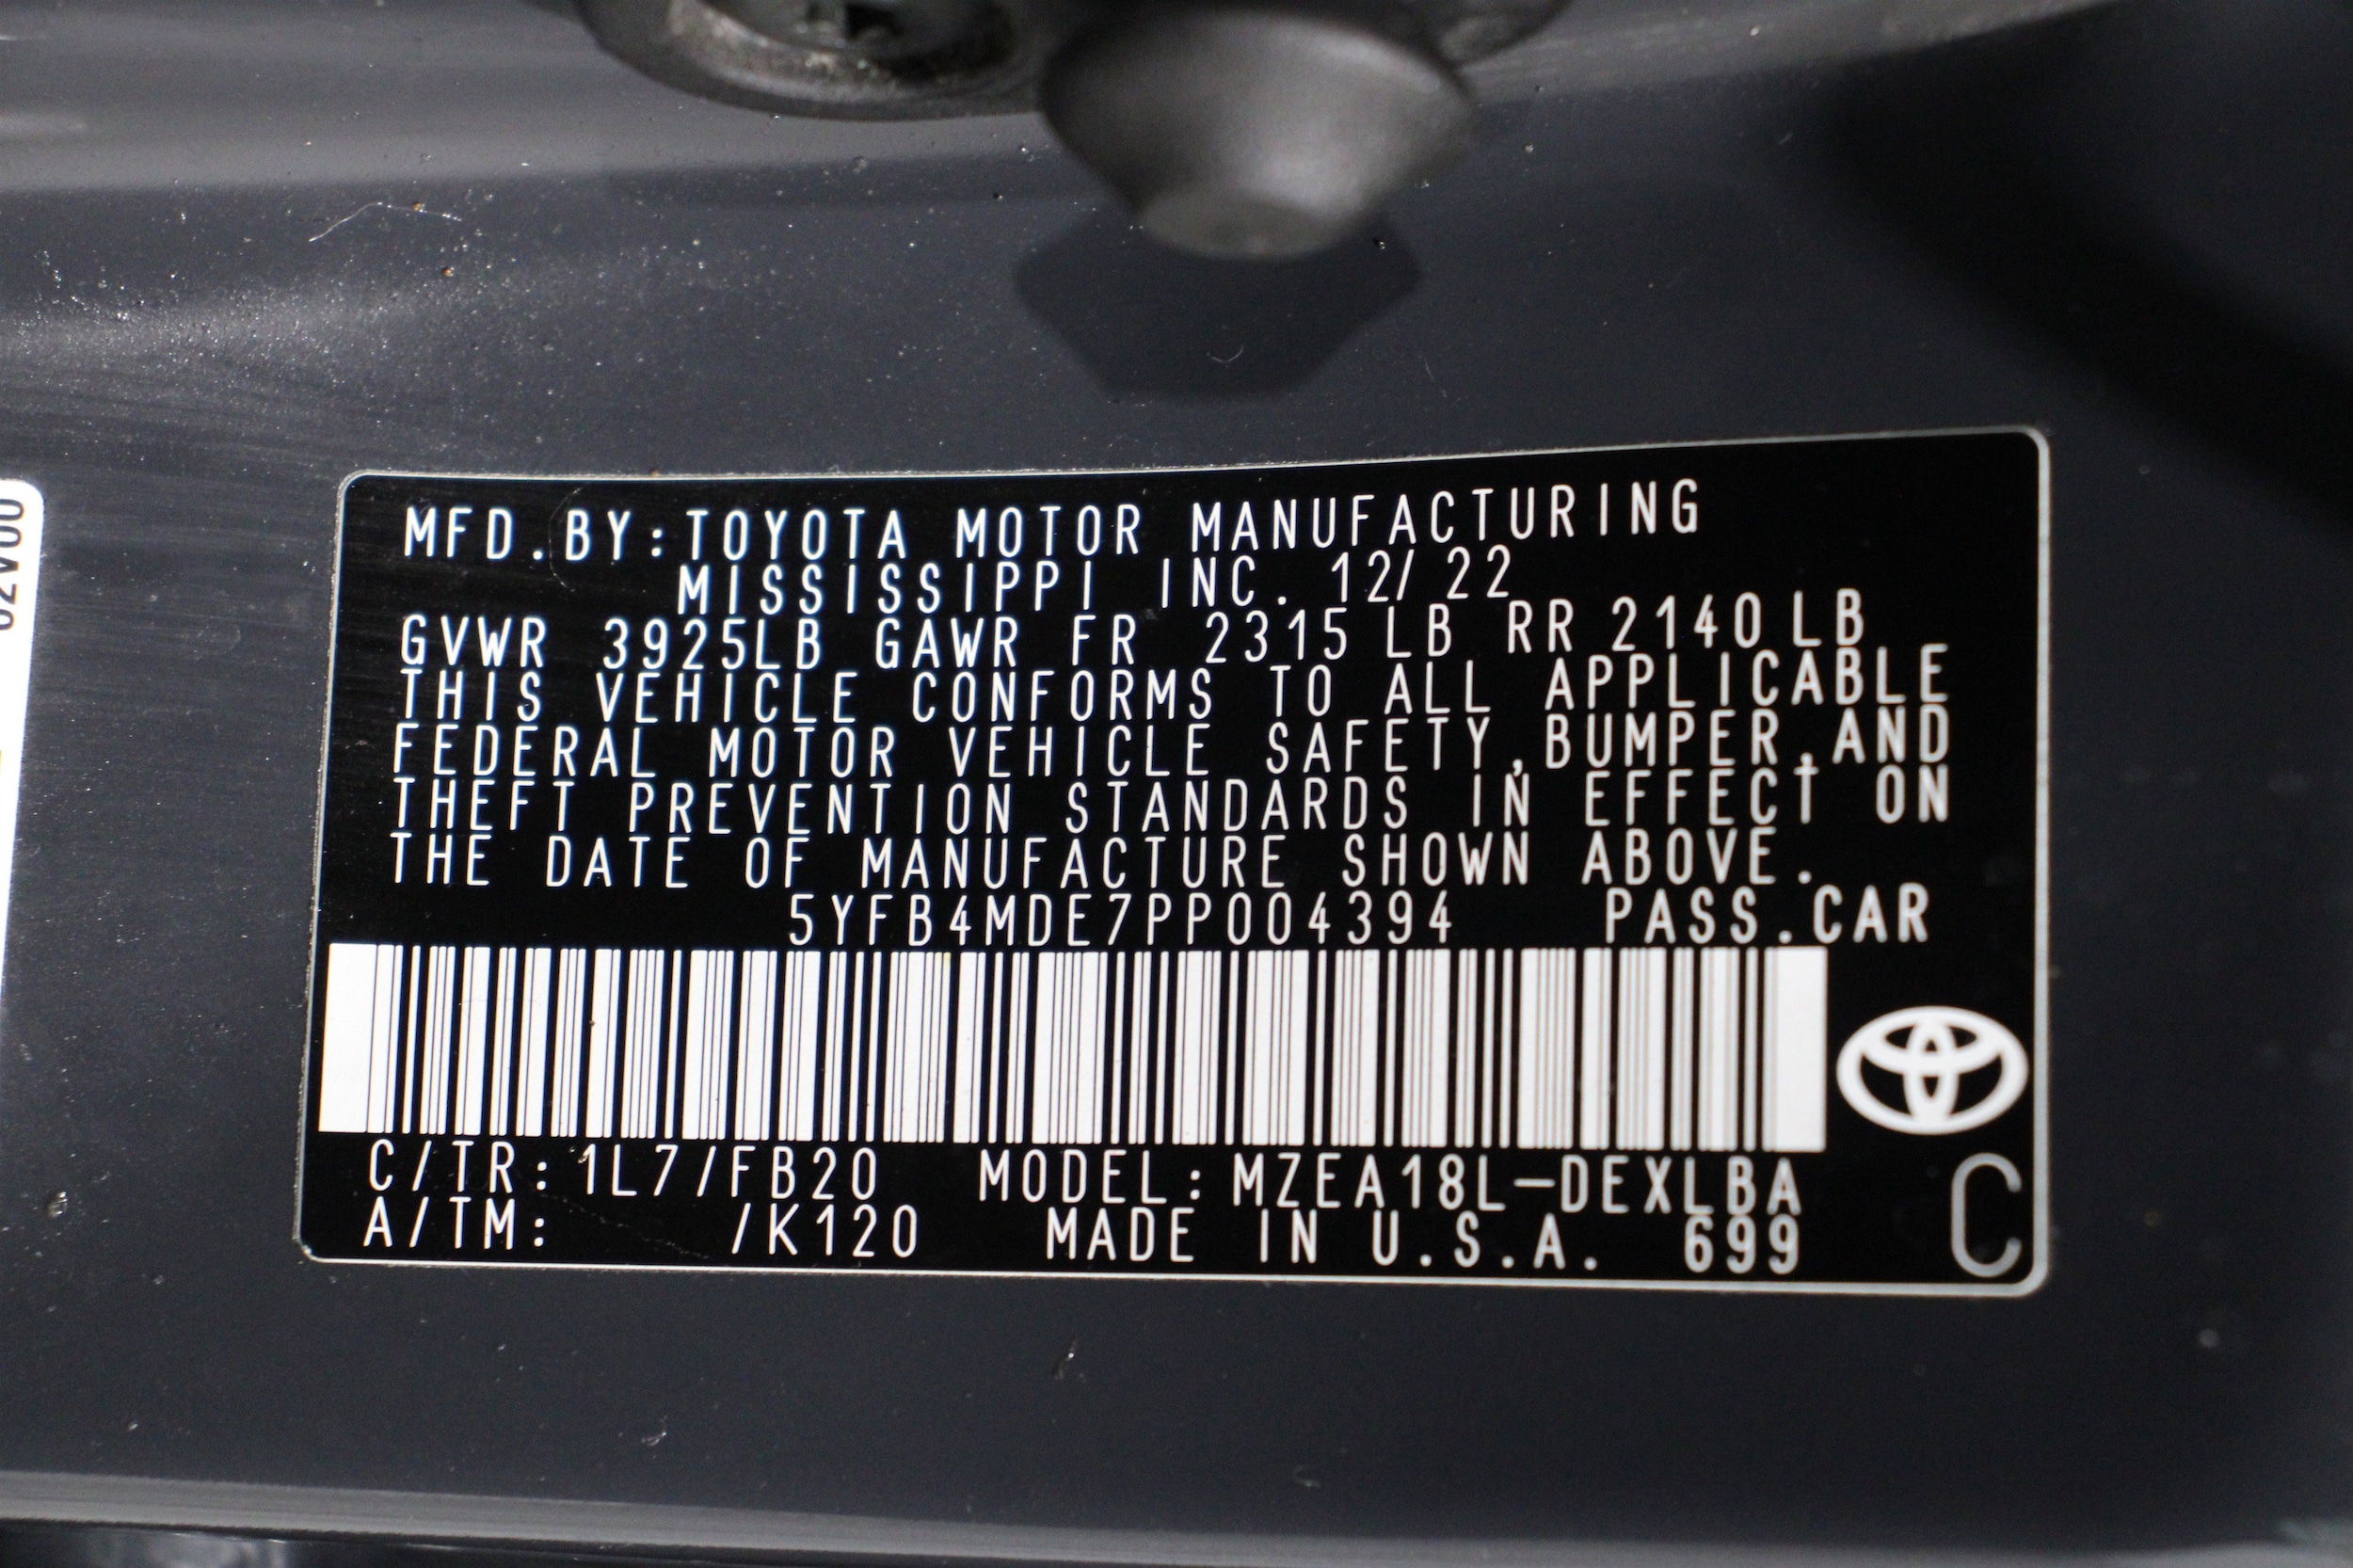 MFD.BY:TOYOTA MOTOR MANUFACTURING
MISSISSIPPI INC. 12/22
GVWR 3925LB GAWR FR 2315LB RR 2140LB
THIS VEHICLE CONFORMS TO ALL APPLICABLE
FEDERAL MOTOR VEHICLE SAFETY,BUMPER,AND
THEFT PREVENTION STANDARDS IN EFFECT ON
THE DATE OF MANUFACTURE SHOWN ABOVE.
5YFB4MDE7PP004394 PASS.CAR
C/TR:1L7/FB20 MODEL:MZEA18L-DEXLBA
A/TM: /K120 MADE IN U.S.A. 699
C